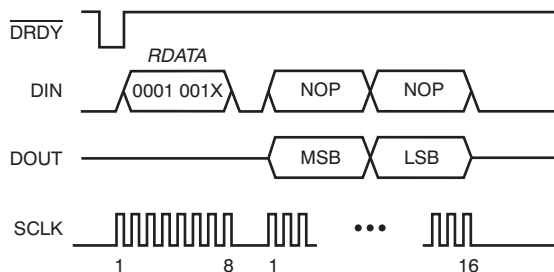 DRDY
RDATA
DIN 0001 001X NOP NOP
DOUT MSB LSB
SCLK
1 8 1 16